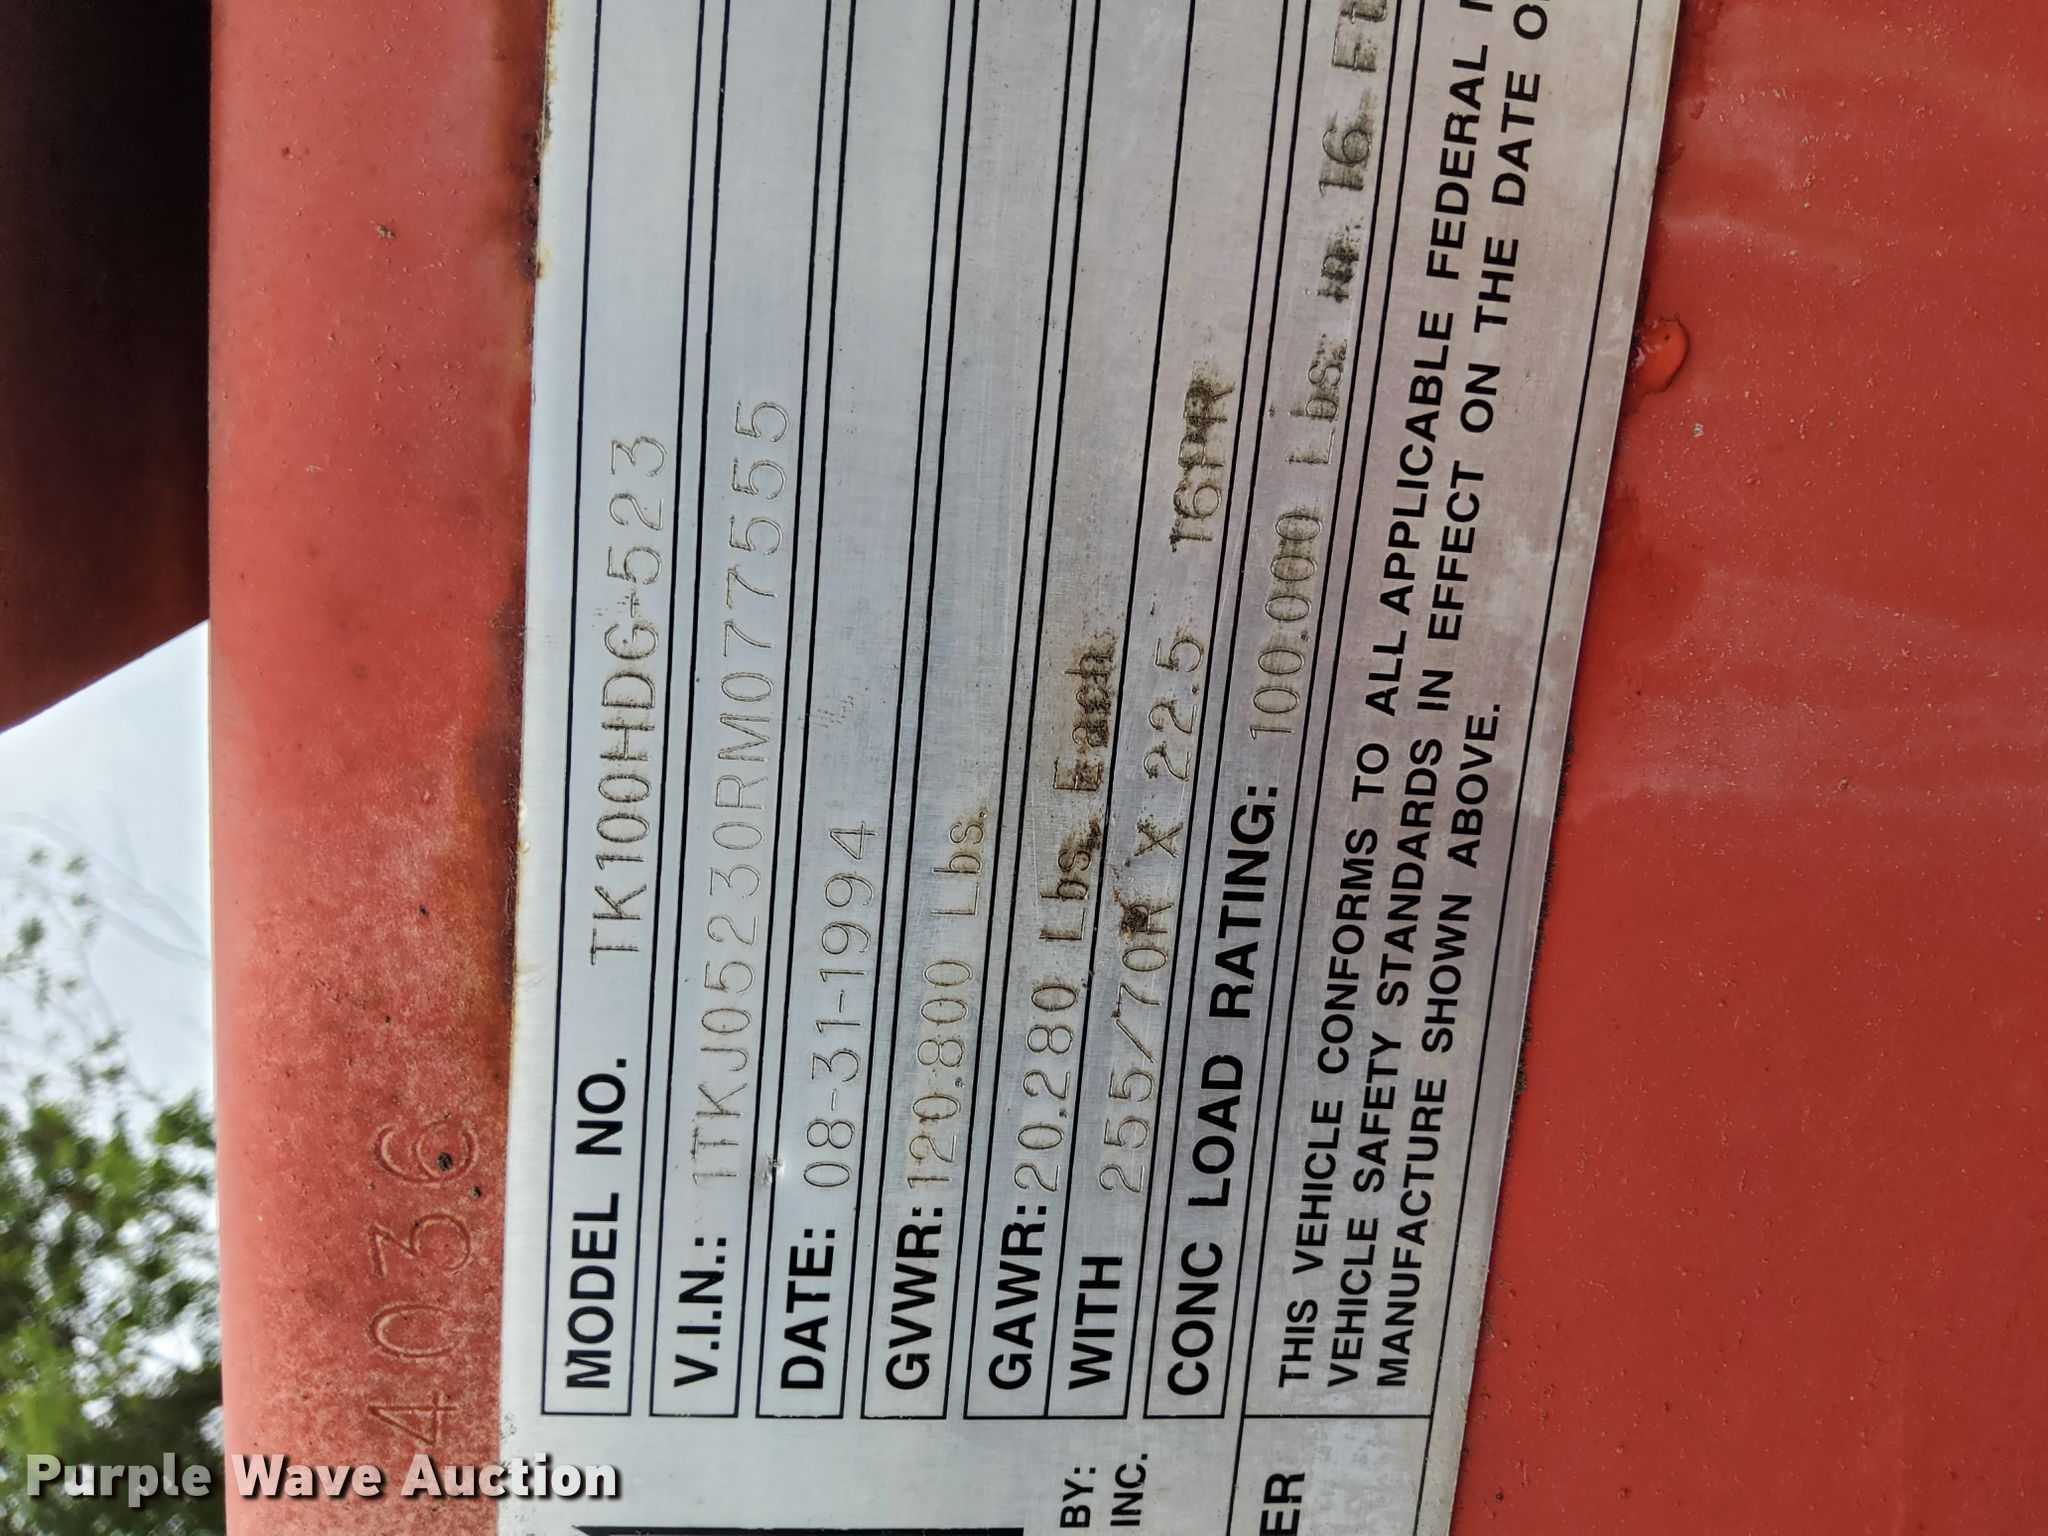 4036
MODEL NO. TK100HDG-523
V.I.N.: 1TKJ05230RM077555
DATE: 08-31-1994
GVWR: 120,800 Lbs.
GAWR: 20,280 Lbs. Each
WITH 255/70R X 22.5 16PR
CONC LOAD RATING: 100,000 Lbs. in 16 Ft
THIS VEHICLE CONFORMS TO ALL APPLICABLE FEDERAL
VEHICLE SAFETY STANDARDS IN EFFECT ON THE DATE
MANUFACTURE SHOWN ABOVE.
BY:
INC.
ER
Purple Wave Auction